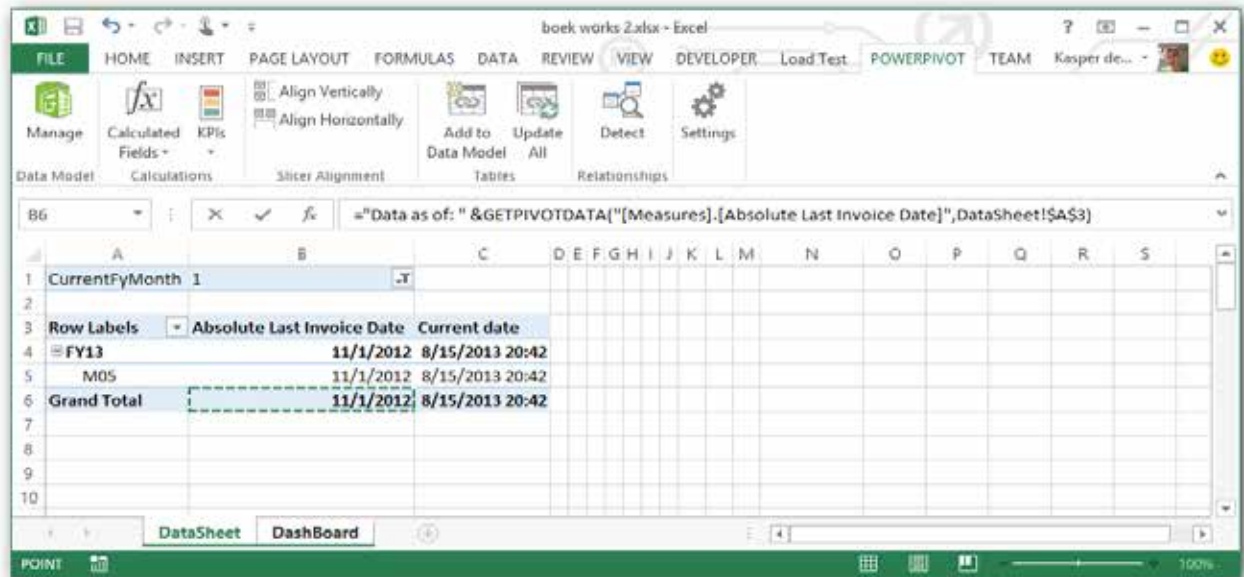 boek works 2.xlsx - Excel
FILE HOME INSERT PAGE LAYOUT FORMULAS DATA REVIEW VIEW DEVELOPER Load Test POWERPIVOT TEAM Kasper de...
Manage
Calculated Fields
KPIs
Align Vertically
Align Horizontally
Add to Data Model
Update All
Detect
Settings
Data Model Calculations Slicer Alignment Tables Relationships
B6 fx ="Data as of: " &GETPIVOTDATA("[Measures].[Absolute Last Invoice Date]",DataSheet!$A$3)
A B C D E F G H I J K L M N O P Q R S
1 CurrentFyMonth 1
2
3 Row Labels Absolute Last Invoice Date Current date
4 FY13 11/1/2012 8/15/2013 20:42
5 M05 11/1/2012 8/15/2013 20:42
6 Grand Total 11/1/2012 8/15/2013 20:42
7
8
9
10
DataSheet DashBoard
POINT 100%